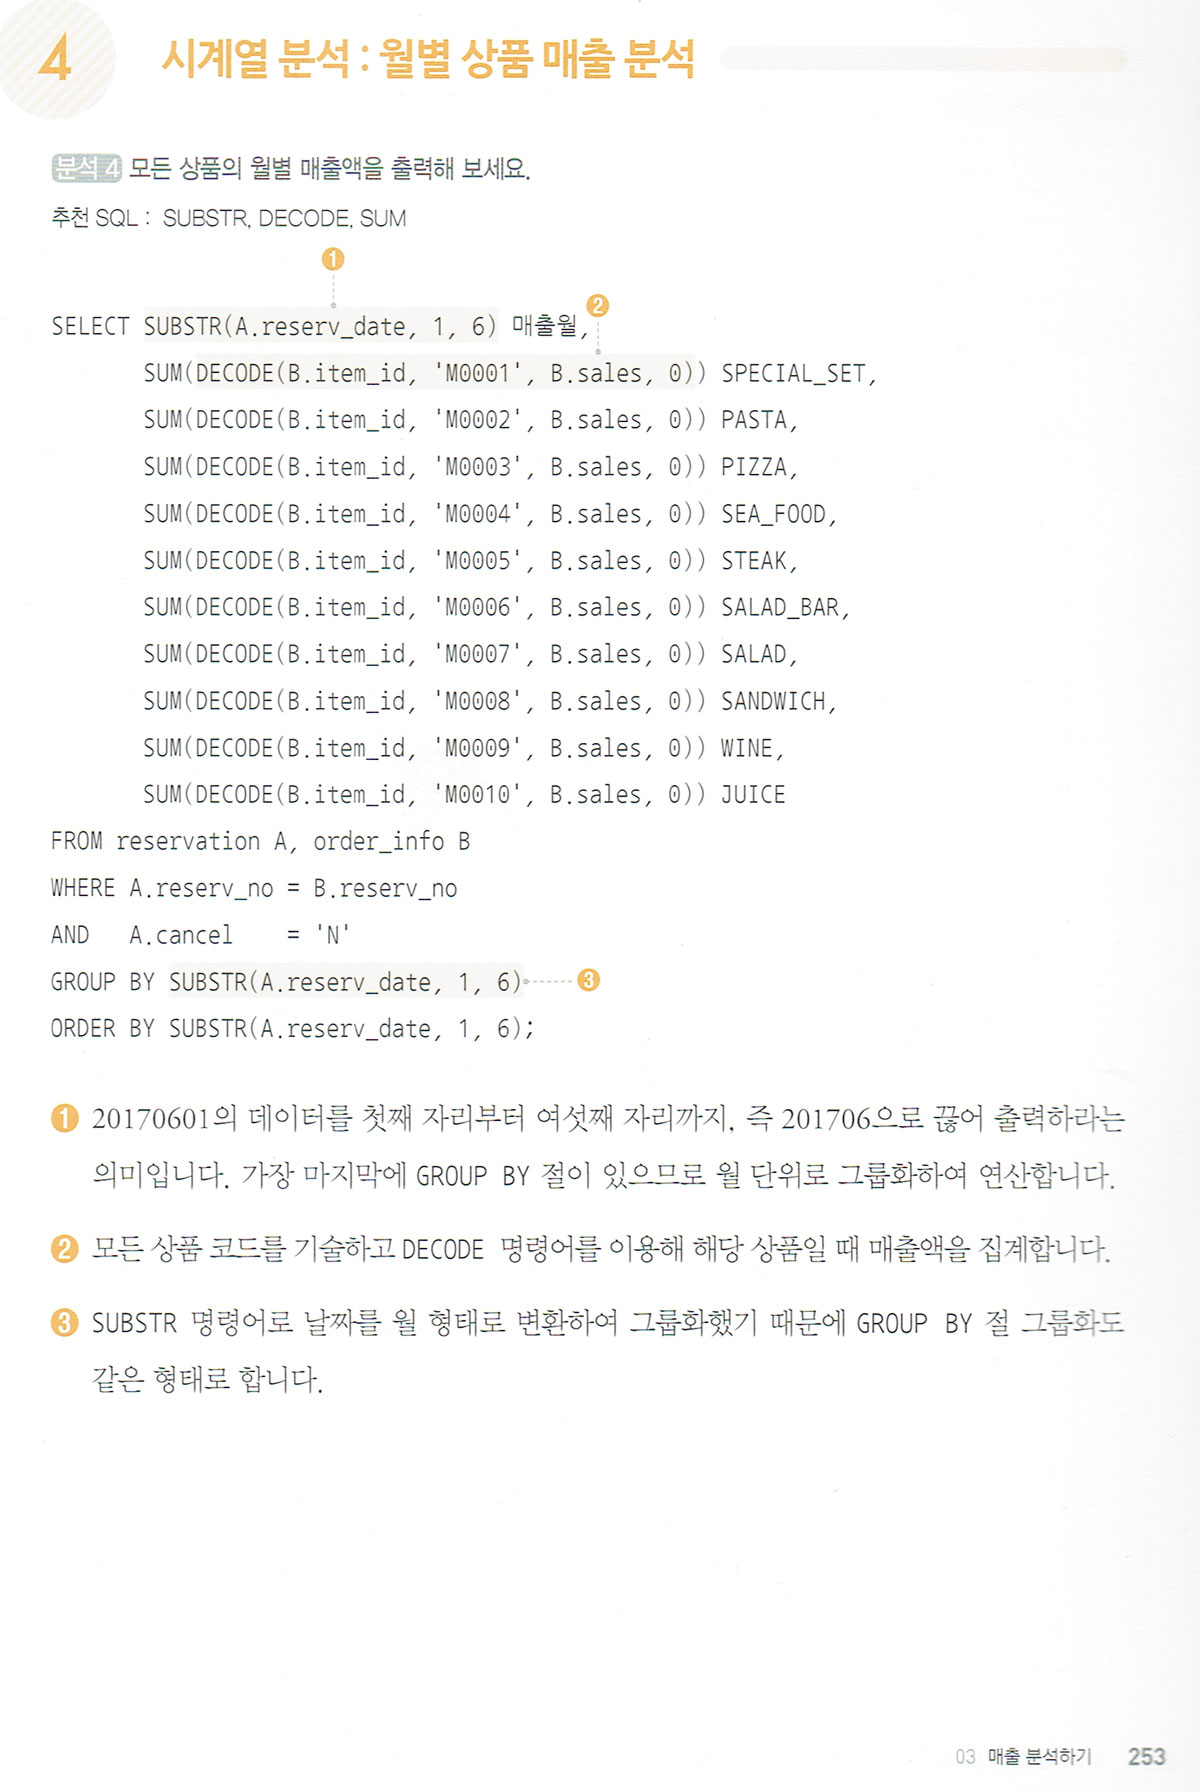 4 시계열 분석 : 월별 상품 매출 분석
분석 4 모든 상품의 월별 매출액을 출력해 보세요.
추천 SQL : SUBSTR, DECODE, SUM
❶
❷
SELECT SUBSTR(A.reserv_date, 1, 6) 매출월,
SUM(DECODE(B.item_id, 'M0001', B.sales, 0)) SPECIAL_SET,
SUM(DECODE(B.item_id, 'M0002', B.sales, 0)) PASTA,
SUM(DECODE(B.item_id, 'M0003', B.sales, 0)) PIZZA,
SUM(DECODE(B.item_id, 'M0004', B.sales, 0)) SEA_FOOD,
SUM(DECODE(B.item_id, 'M0005', B.sales, 0)) STEAK,
SUM(DECODE(B.item_id, 'M0006', B.sales, 0)) SALAD_BAR,
SUM(DECODE(B.item_id, 'M0007', B.sales, 0)) SALAD,
SUM(DECODE(B.item_id, 'M0008', B.sales, 0)) SANDWICH,
SUM(DECODE(B.item_id, 'M0009', B.sales, 0)) WINE,
SUM(DECODE(B.item_id, 'M0010', B.sales, 0)) JUICE
FROM reservation A, order_info B
WHERE A.reserv_no = B.reserv_no
AND A.cancel = 'N'
GROUP BY SUBSTR(A.reserv_date, 1, 6) ❸
ORDER BY SUBSTR(A.reserv_date, 1, 6);
❶ 20170601의 데이터를 첫째 자리부터 여섯째 자리까지, 즉 201706으로 끊어 출력하라는
의미입니다. 가장 마지막에 GROUP BY 절이 있으므로 월 단위로 그룹화하여 연산합니다.
❷ 모든 상품 코드를 기술하고 DECODE 명령어를 이용해 해당 상품일 때 매출액을 집계합니다.
❸ SUBSTR 명령어로 날짜를 월 형태로 변환하여 그룹화했기 때문에 GROUP BY 절 그룹화도
같은 형태로 합니다.
03 매출 분석하기 253